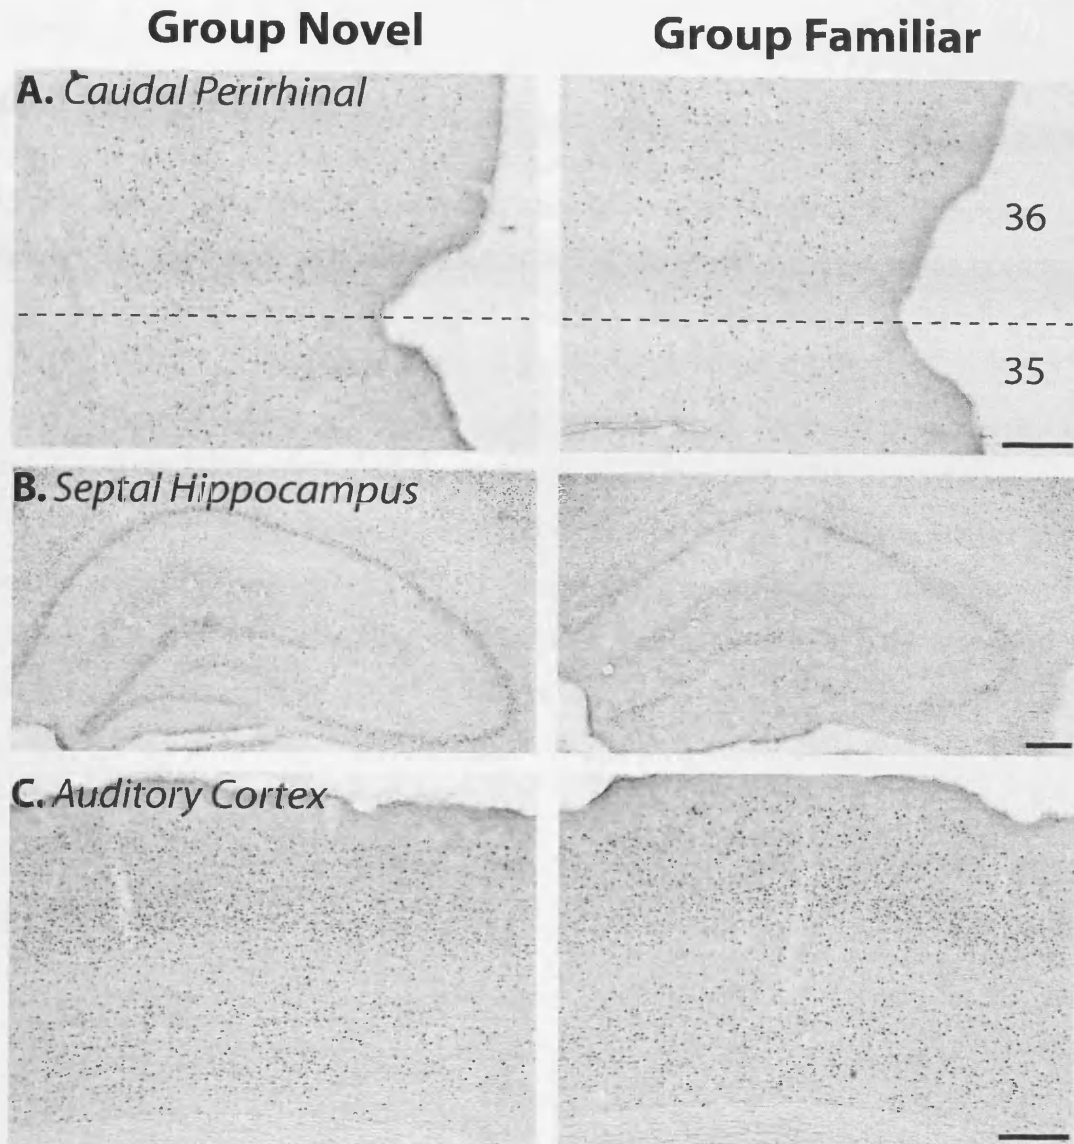 Group Novel Group Familiar
A. Caudal Perirhinal
36
35
B. Septal Hippocampus
C. Auditory Cortex